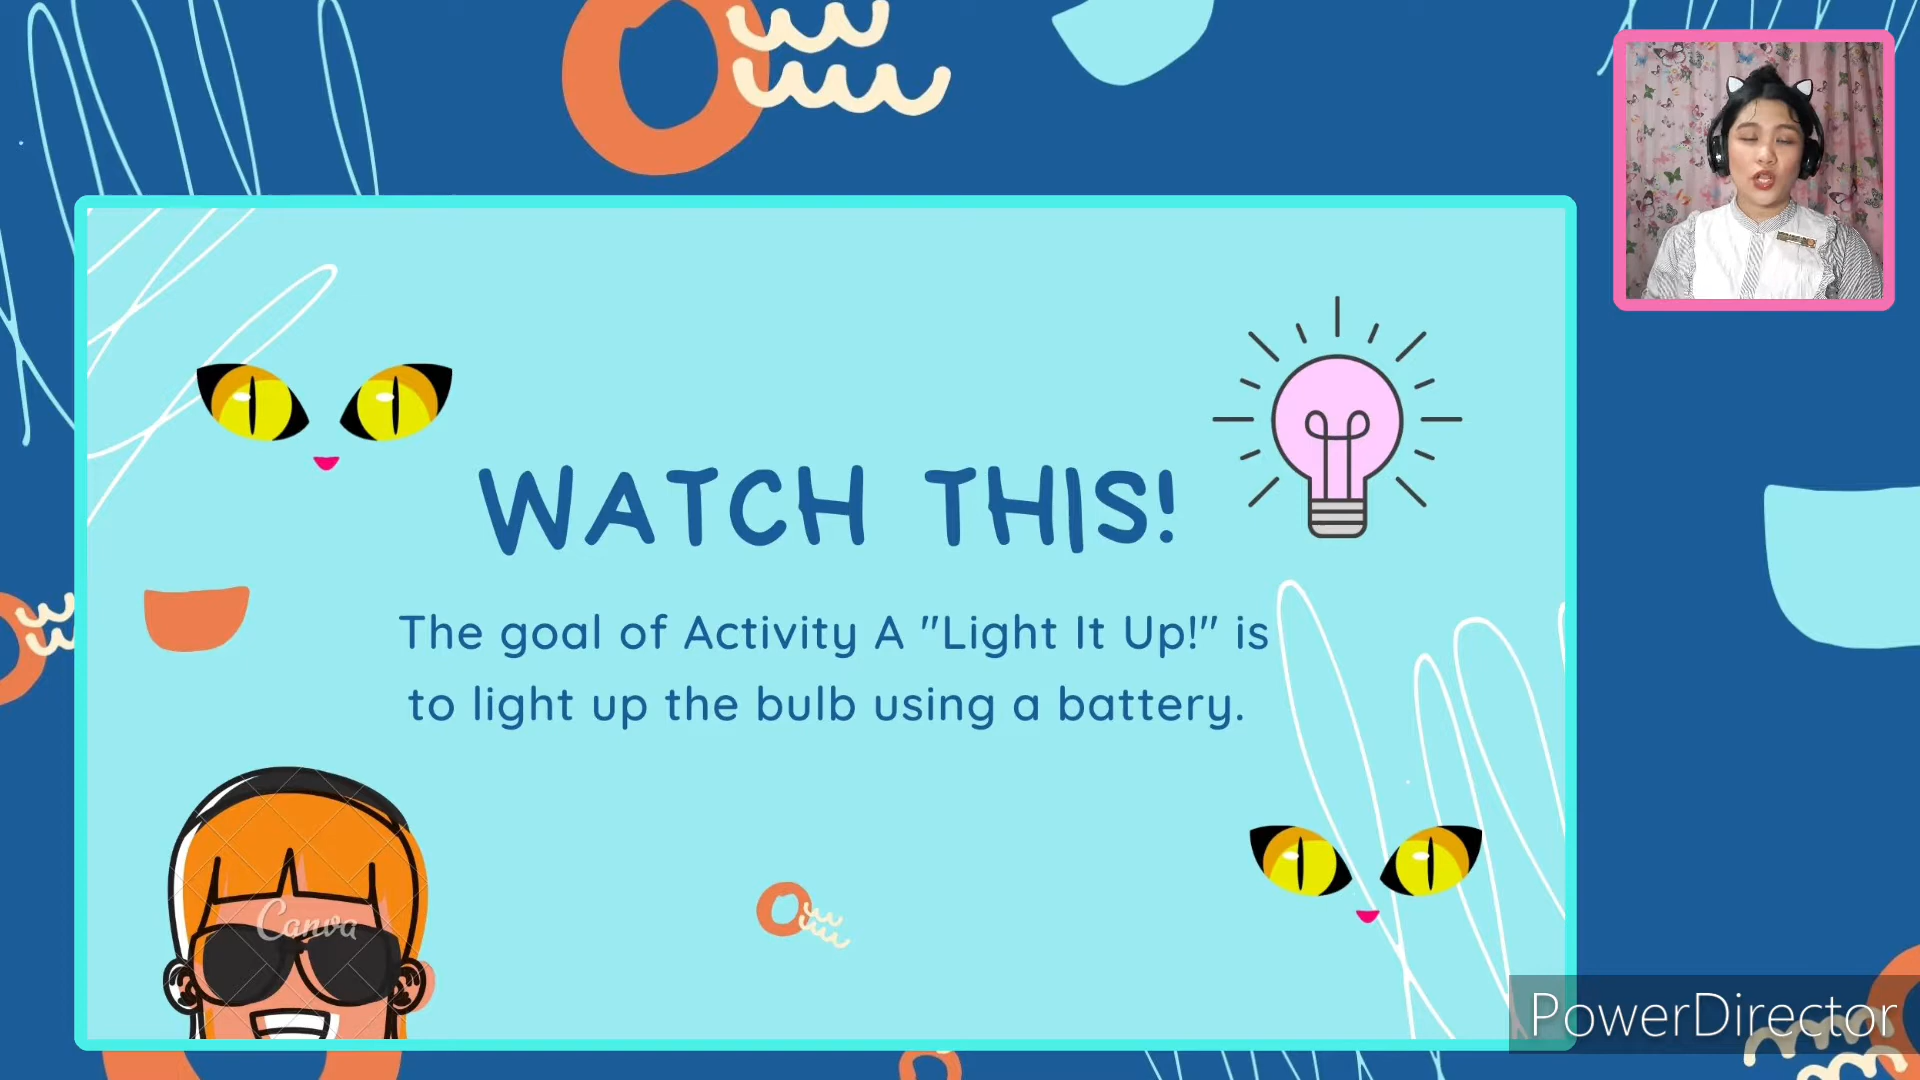 WATCH THIS!
The goal of Activity A "Light It Up!" is
to light up the bulb using a battery.
Canva
PowerDirector